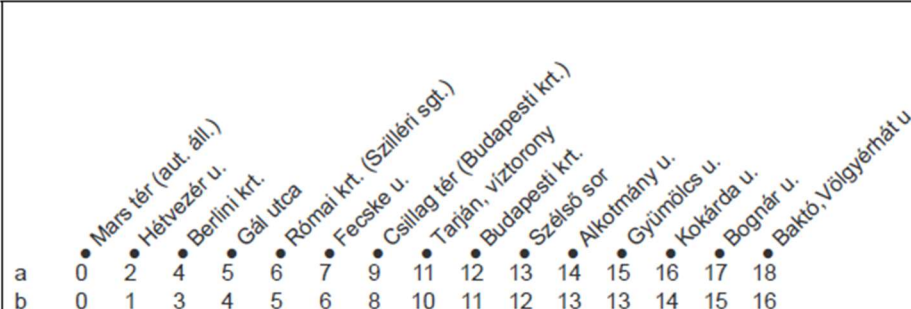 Mars tér (aut. áll.)
Hétvezér u.
Berlini krt.
Gál utca
Római krt. (Szilléri sgt.)
Fecske u.
Csillag tér (Budapesti krt.)
Tarján, víztorony
Budapesti krt.
Szélső sor
Alkotmány u.
Gyümölcs u.
Kokárda u.
Bognár u.
Baktó,Völgyérhát u
a 0 2 4 5 6 7 9 11 12 13 14 15 16 17 18
b 0 1 3 4 5 6 8 10 11 12 13 13 14 15 16